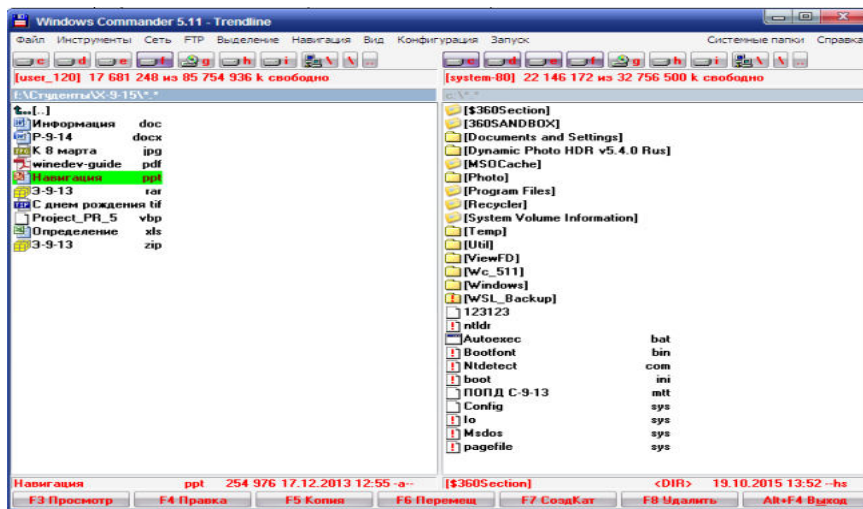 Windows Commander 5.11 - Trendline
Файл Инструменты Сеть FTP Выделение Навигация Вид Конфигурация Запуск Системные папки Справка
c d e f g h i \ \ .. c d e f g h i \ \ ..
[user_120] 17 681 248 из 85 754 936 k свободно
[system-80] 22 146 172 из 32 756 500 k свободно
f:\Студенты\X-9-15\*.*
c:\*.*
[..]
Информация doc
Р-9-14 docx
К 8 марта jpg
winedev-guide pdf
Навигация ppt
Э-9-13 rar
С днем рождения tif
Project_PR_5 vbp
Определение xls
Э-9-13 zip
[$360Section]
[360SANDBOX]
[Documents and Settings]
[Dynamic Photo HDR v5.4.0 Rus]
[MSOCache]
[Photo]
[Program Files]
[Recycler]
[System Volume Information]
[Temp]
[Util]
[ViewFD]
[Wc_511]
[Windows]
[WSL_Backup]
123123
ntldr
Autoexec bat
Bootfont bin
Ntdetect com
boot ini
ПОПД С-9-13 mtt
Config sys
Io sys
Msdos sys
pagefile sys
Навигация ppt 254 976 17.12.2013 12:55 -a--
[$360Section] <DIR> 19.10.2015 13:52 --hs
F3 Просмотр F4 Правка F5 Копия F6 Перемещ F7 СоздКат F8 Удалить Alt+F4 Выход